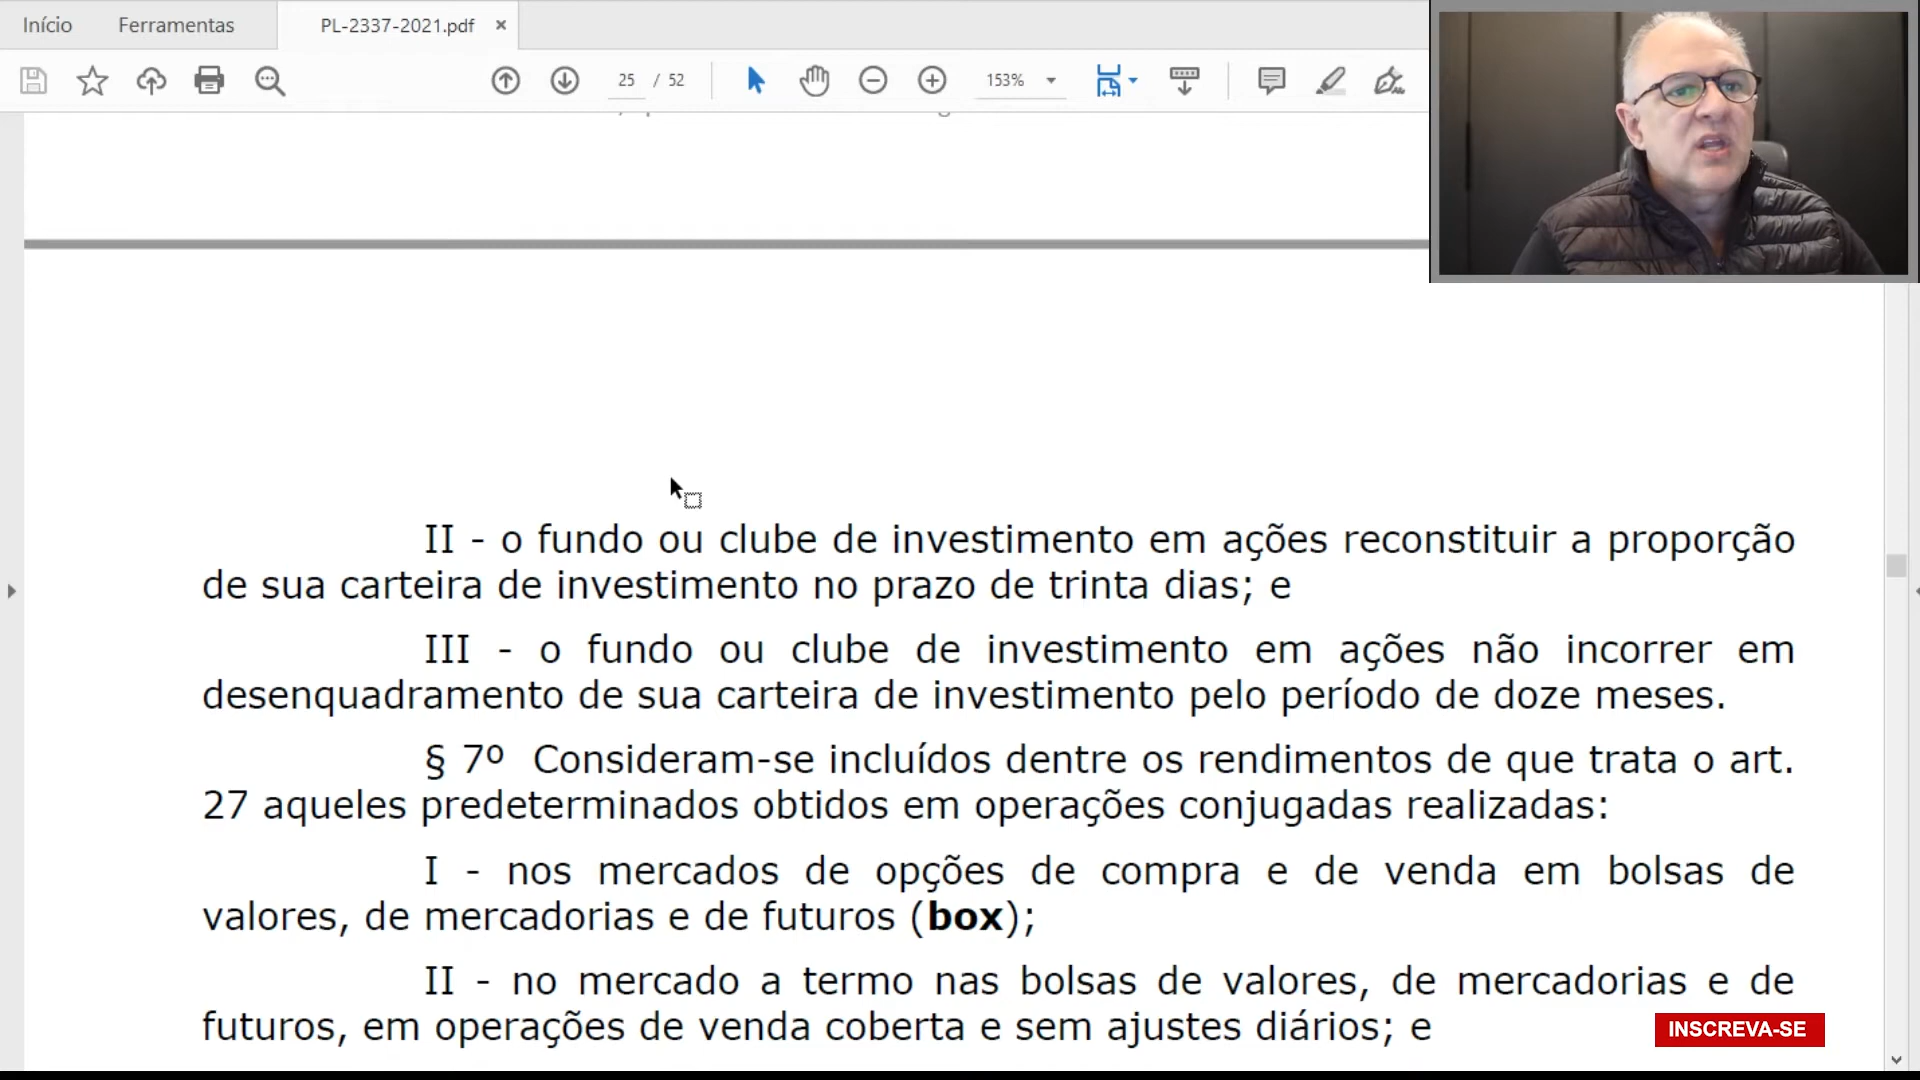 Início Ferramentas PL-2337-2021.pdf ×
25 / 52 153%
II - o fundo ou clube de investimento em ações reconstituir a proporção
de sua carteira de investimento no prazo de trinta dias; e
III - o fundo ou clube de investimento em ações não incorrer em
desenquadramento de sua carteira de investimento pelo período de doze meses.
§ 7º Consideram-se incluídos dentre os rendimentos de que trata o art.
27 aqueles predeterminados obtidos em operações conjugadas realizadas:
I - nos mercados de opções de compra e de venda em bolsas de
valores, de mercadorias e de futuros (box);
II - no mercado a termo nas bolsas de valores, de mercadorias e de
futuros, em operações de venda coberta e sem ajustes diários; e
INSCREVA-SE